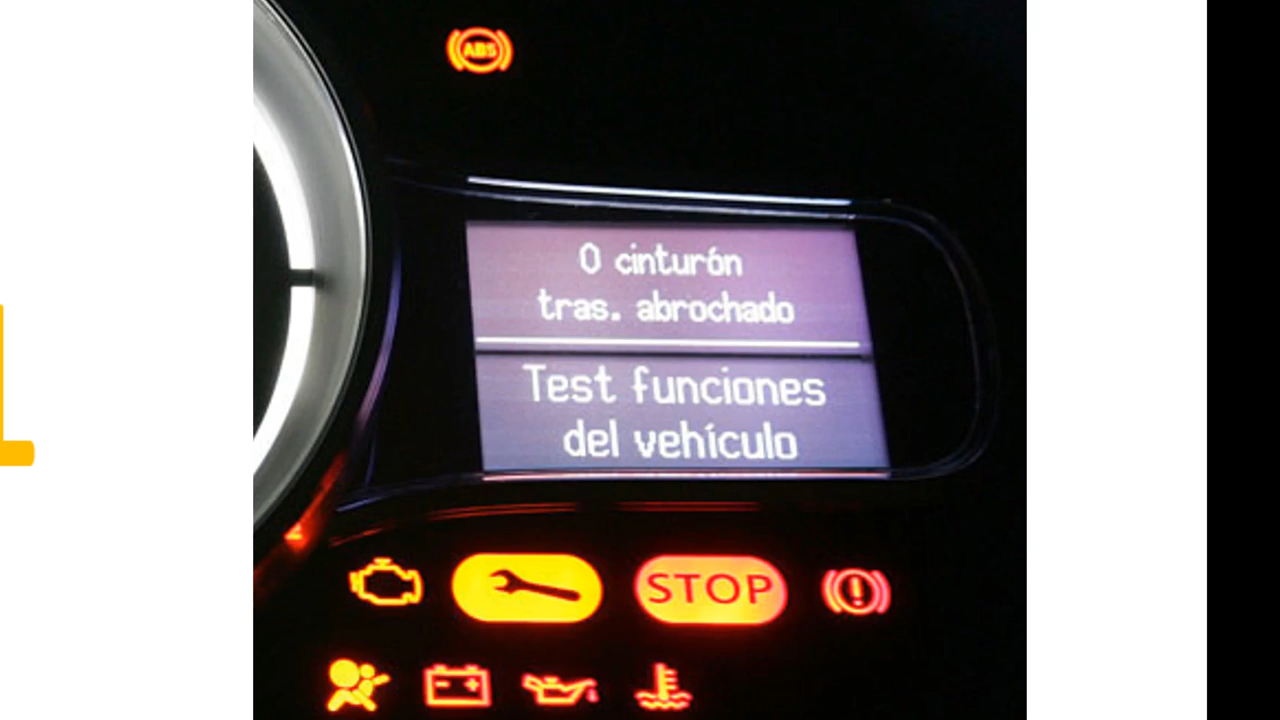 ABS
0 cinturón
tras. abrochado
Test funciones
del vehículo
STOP